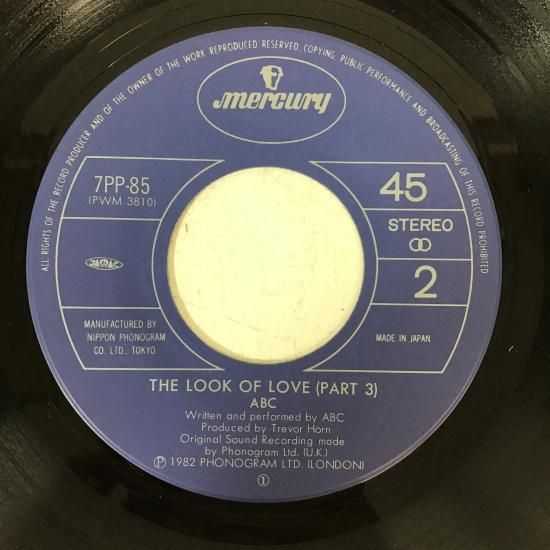 ALL RIGHTS OF THE RECORD PRODUCER AND OF THE OWNER OF THE WORK REPRODUCED RESERVED. COPYING, PUBLIC PERFORMANCE AND BROADCASTING OF THIS RECORD PROHIBITED
mercury
7PP-85
(PWM 3810)
45
STEREO
2
JASRAC
MANUFACTURED BY
NIPPON PHONOGRAM
CO. LTD., TOKYO
MADE IN JAPAN
THE LOOK OF LOVE (PART 3)
ABC
Written and performed by ABC
Produced by Trevor Horn
Original Sound Recording made
by Phonogram Ltd. (U.K.)
Ⓟ 1982 PHONOGRAM LTD. (LONDON)
①